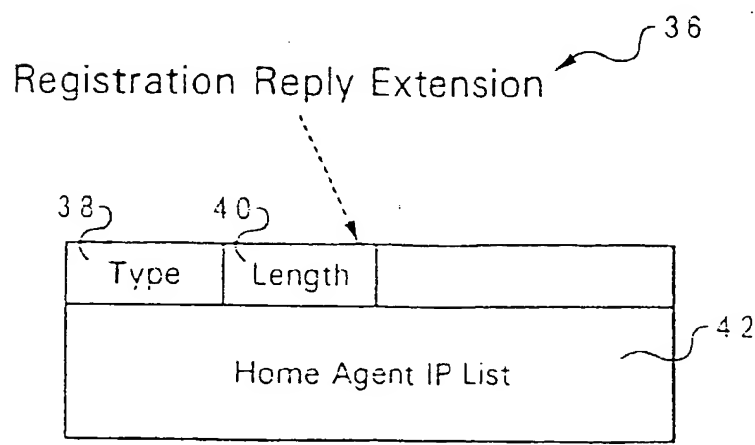 36
Registration Reply Extension
38 40
Type Length
42
Home Agent IP List